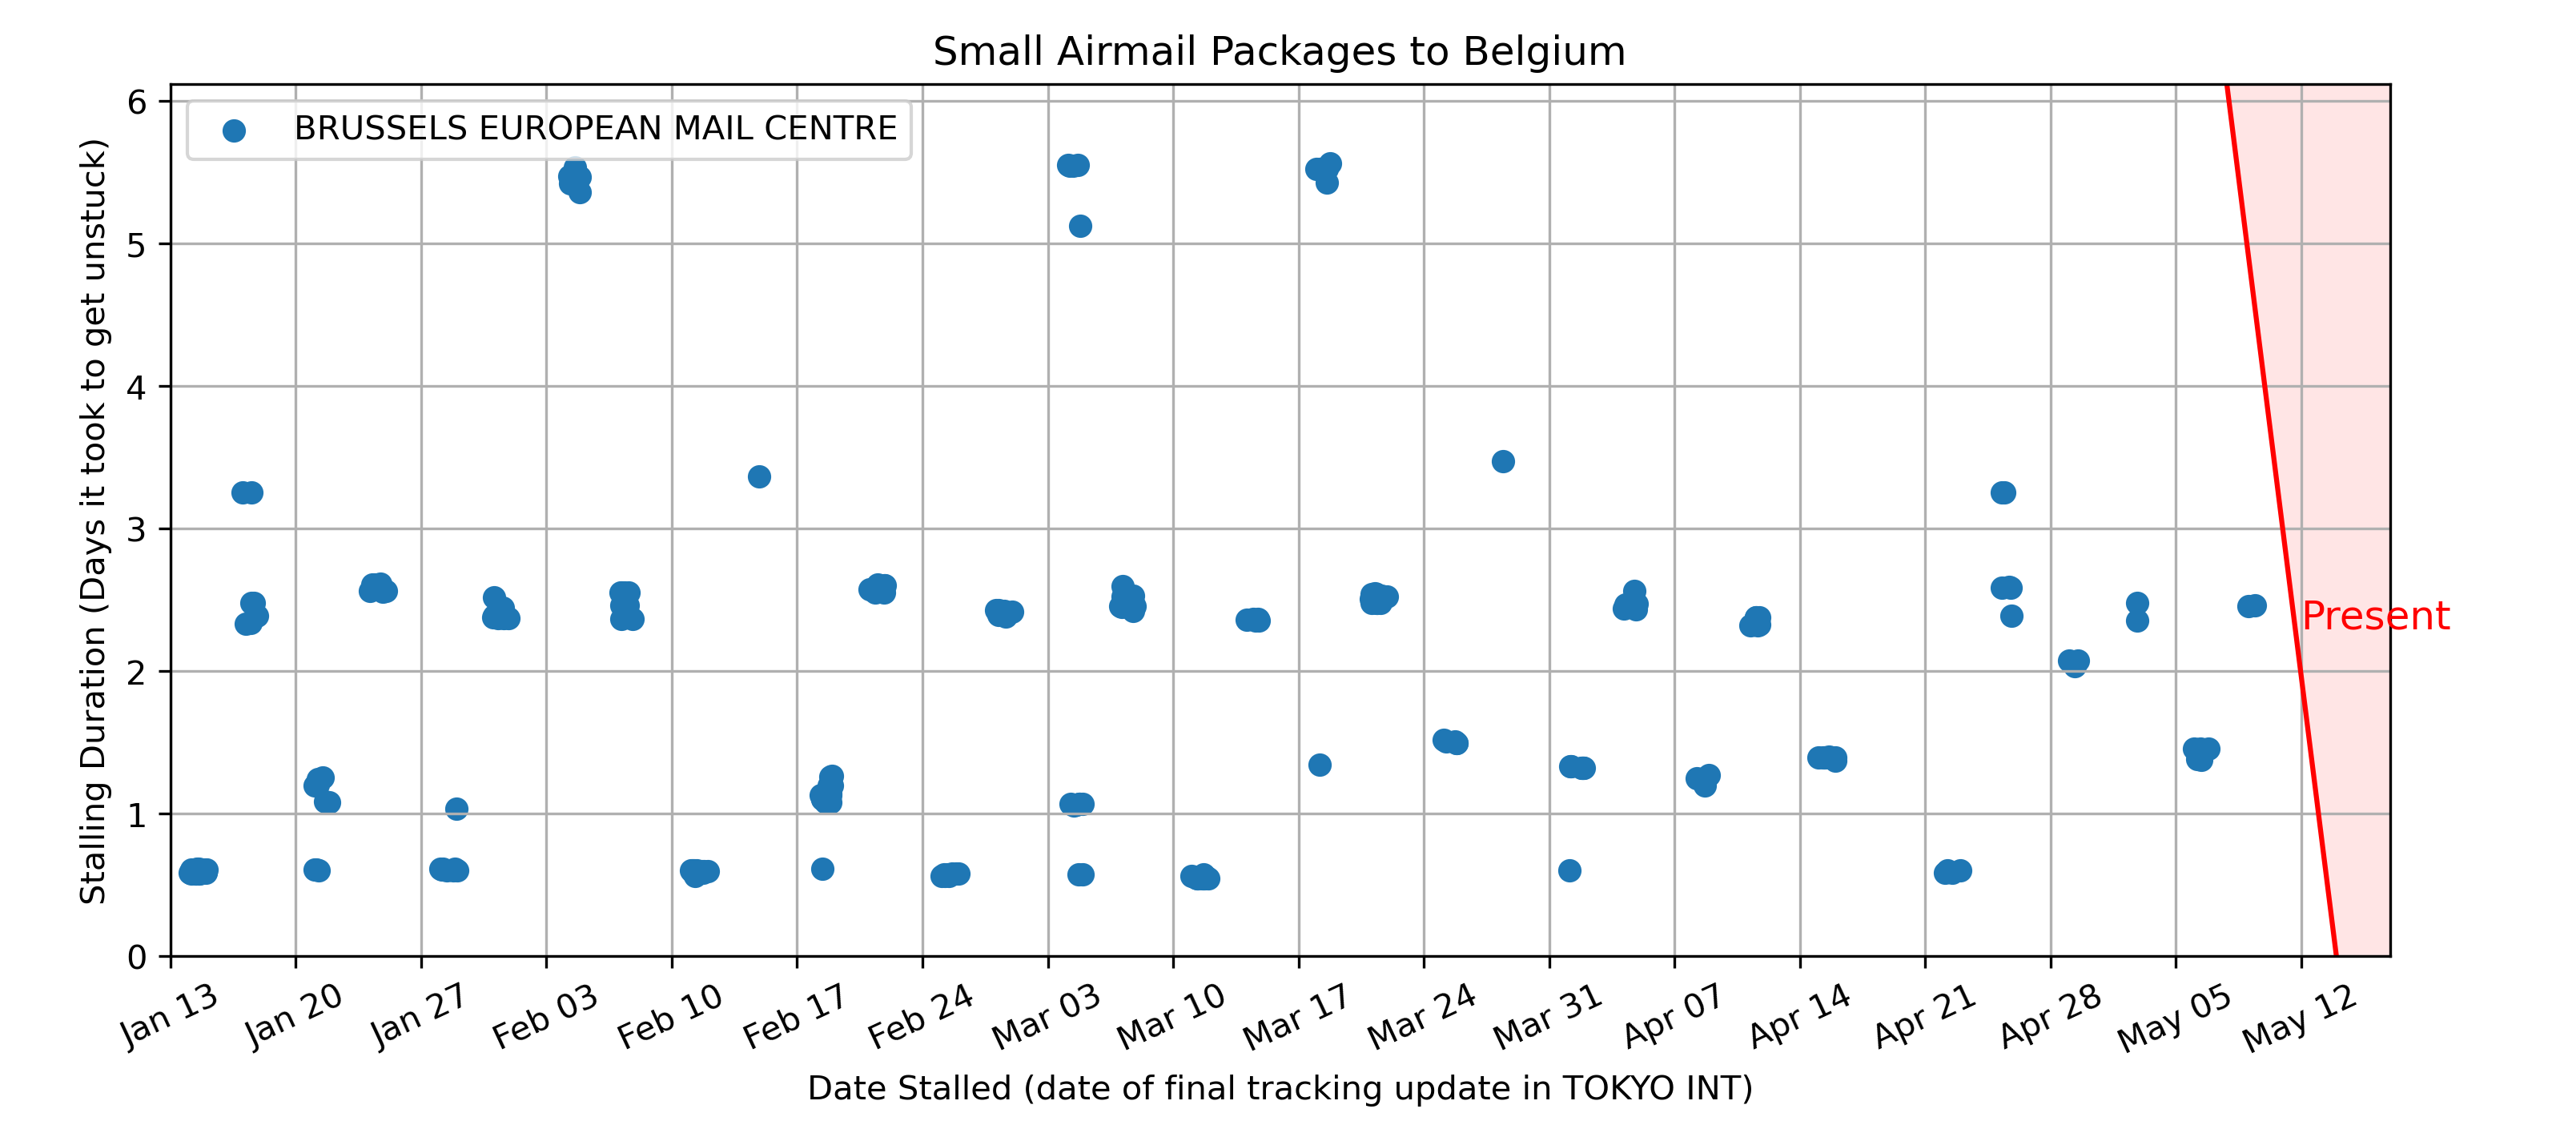 Small Airmail Packages to Belgium
BRUSSELS EUROPEAN MAIL CENTRE
Stalling Duration (Days it took to get unstuck)
6
5
4
3
2
1
0
Present
Jan 13
Jan 20
Jan 27
Feb 03
Feb 10
Feb 17
Feb 24
Mar 03
Mar 10
Mar 17
Mar 24
Mar 31
Apr 07
Apr 14
Apr 21
Apr 28
May 05
May 12
Date Stalled (date of final tracking update in TOKYO INT)